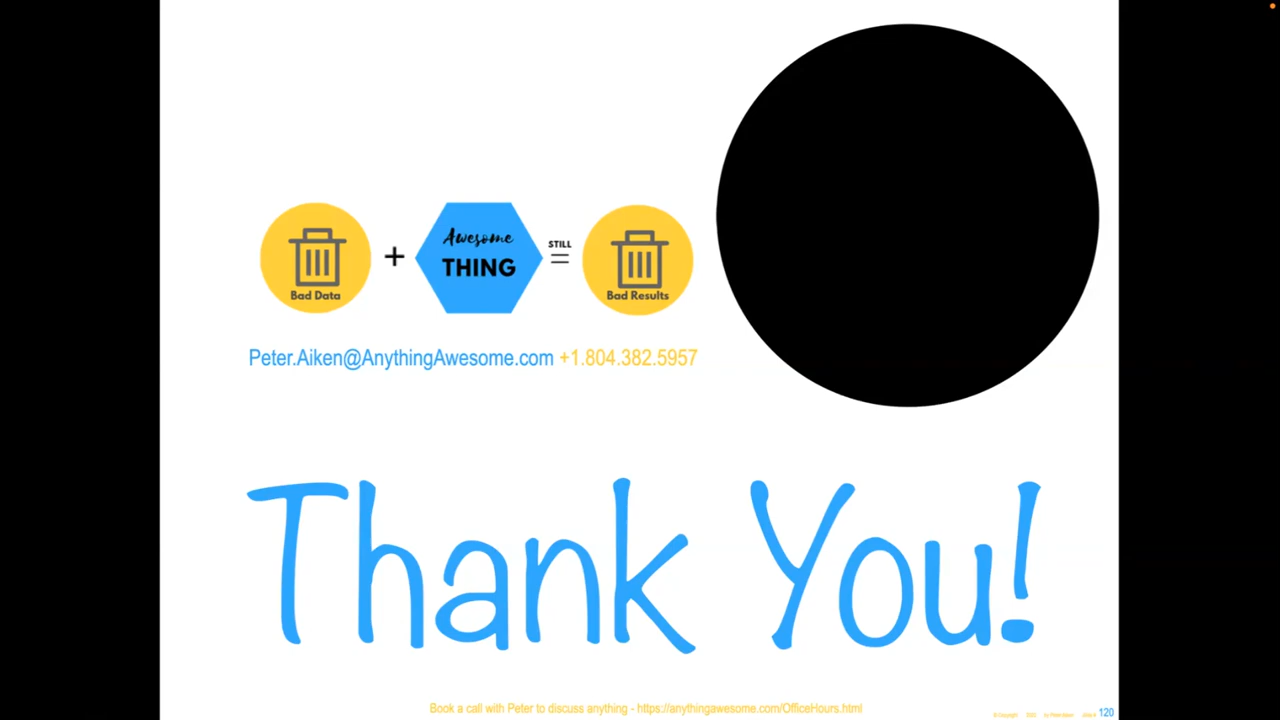 Bad Data
+
Awesome
THING
STILL
=
Bad Results
Peter.Aiken@AnythingAwesome.com +1.804.382.5957
Thank You!
Book a call with Peter to discuss anything - https://anythingawesome.com/OfficeHours.html
120